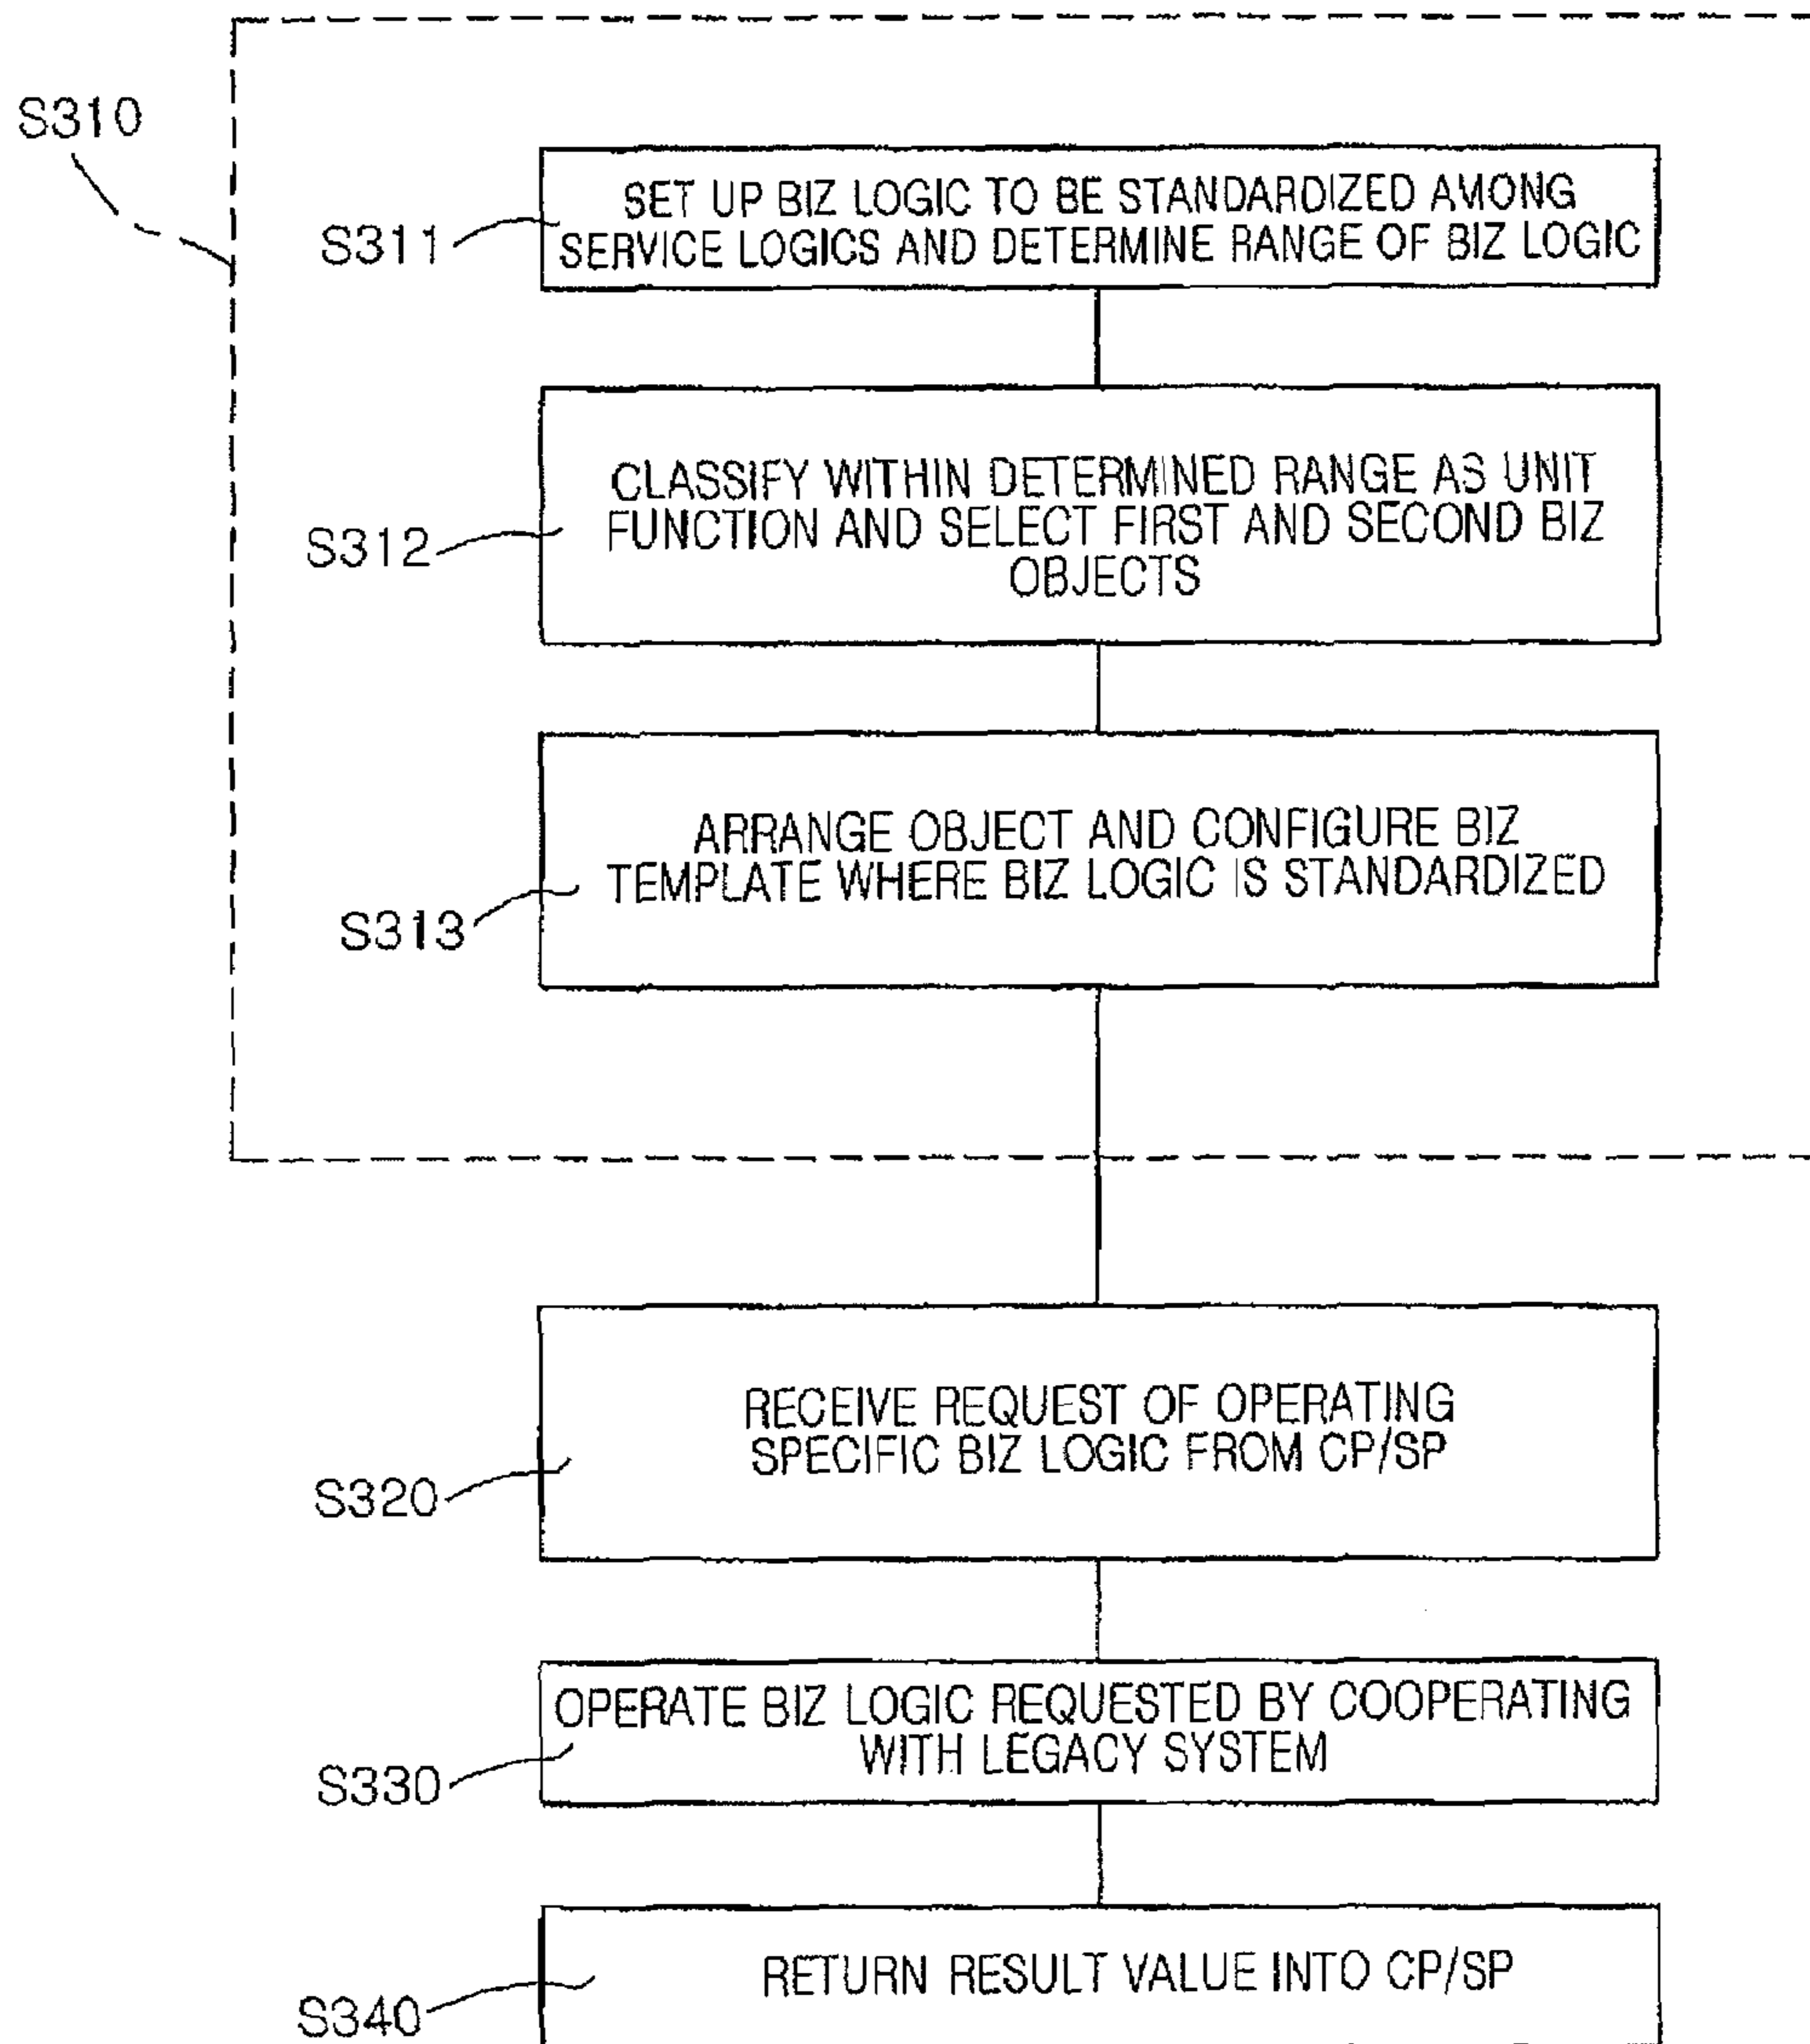 S310
SET UP BIZ LOGIC TO BE STANDARDIZED AMONG
SERVICE LOGICS AND DETERMINE RANGE OF BIZ LOGIC
S311
CLASSIFY WITHIN DETERMINED RANGE AS UNIT
FUNCTION AND SELECT FIRST AND SECOND BIZ
OBJECTS
S312
ARRANGE OBJECT AND CONFIGURE BIZ
TEMPLATE WHERE BIZ LOGIC IS STANDARDIZED
S313
RECEIVE REQUEST OF OPERATING
SPECIFIC BIZ LOGIC FROM CP/SP
S320
OPERATE BIZ LOGIC REQUESTED BY COOPERATING
WITH LEGACY SYSTEM
S330
RETURN RESULT VALUE INTO CP/SP
S340